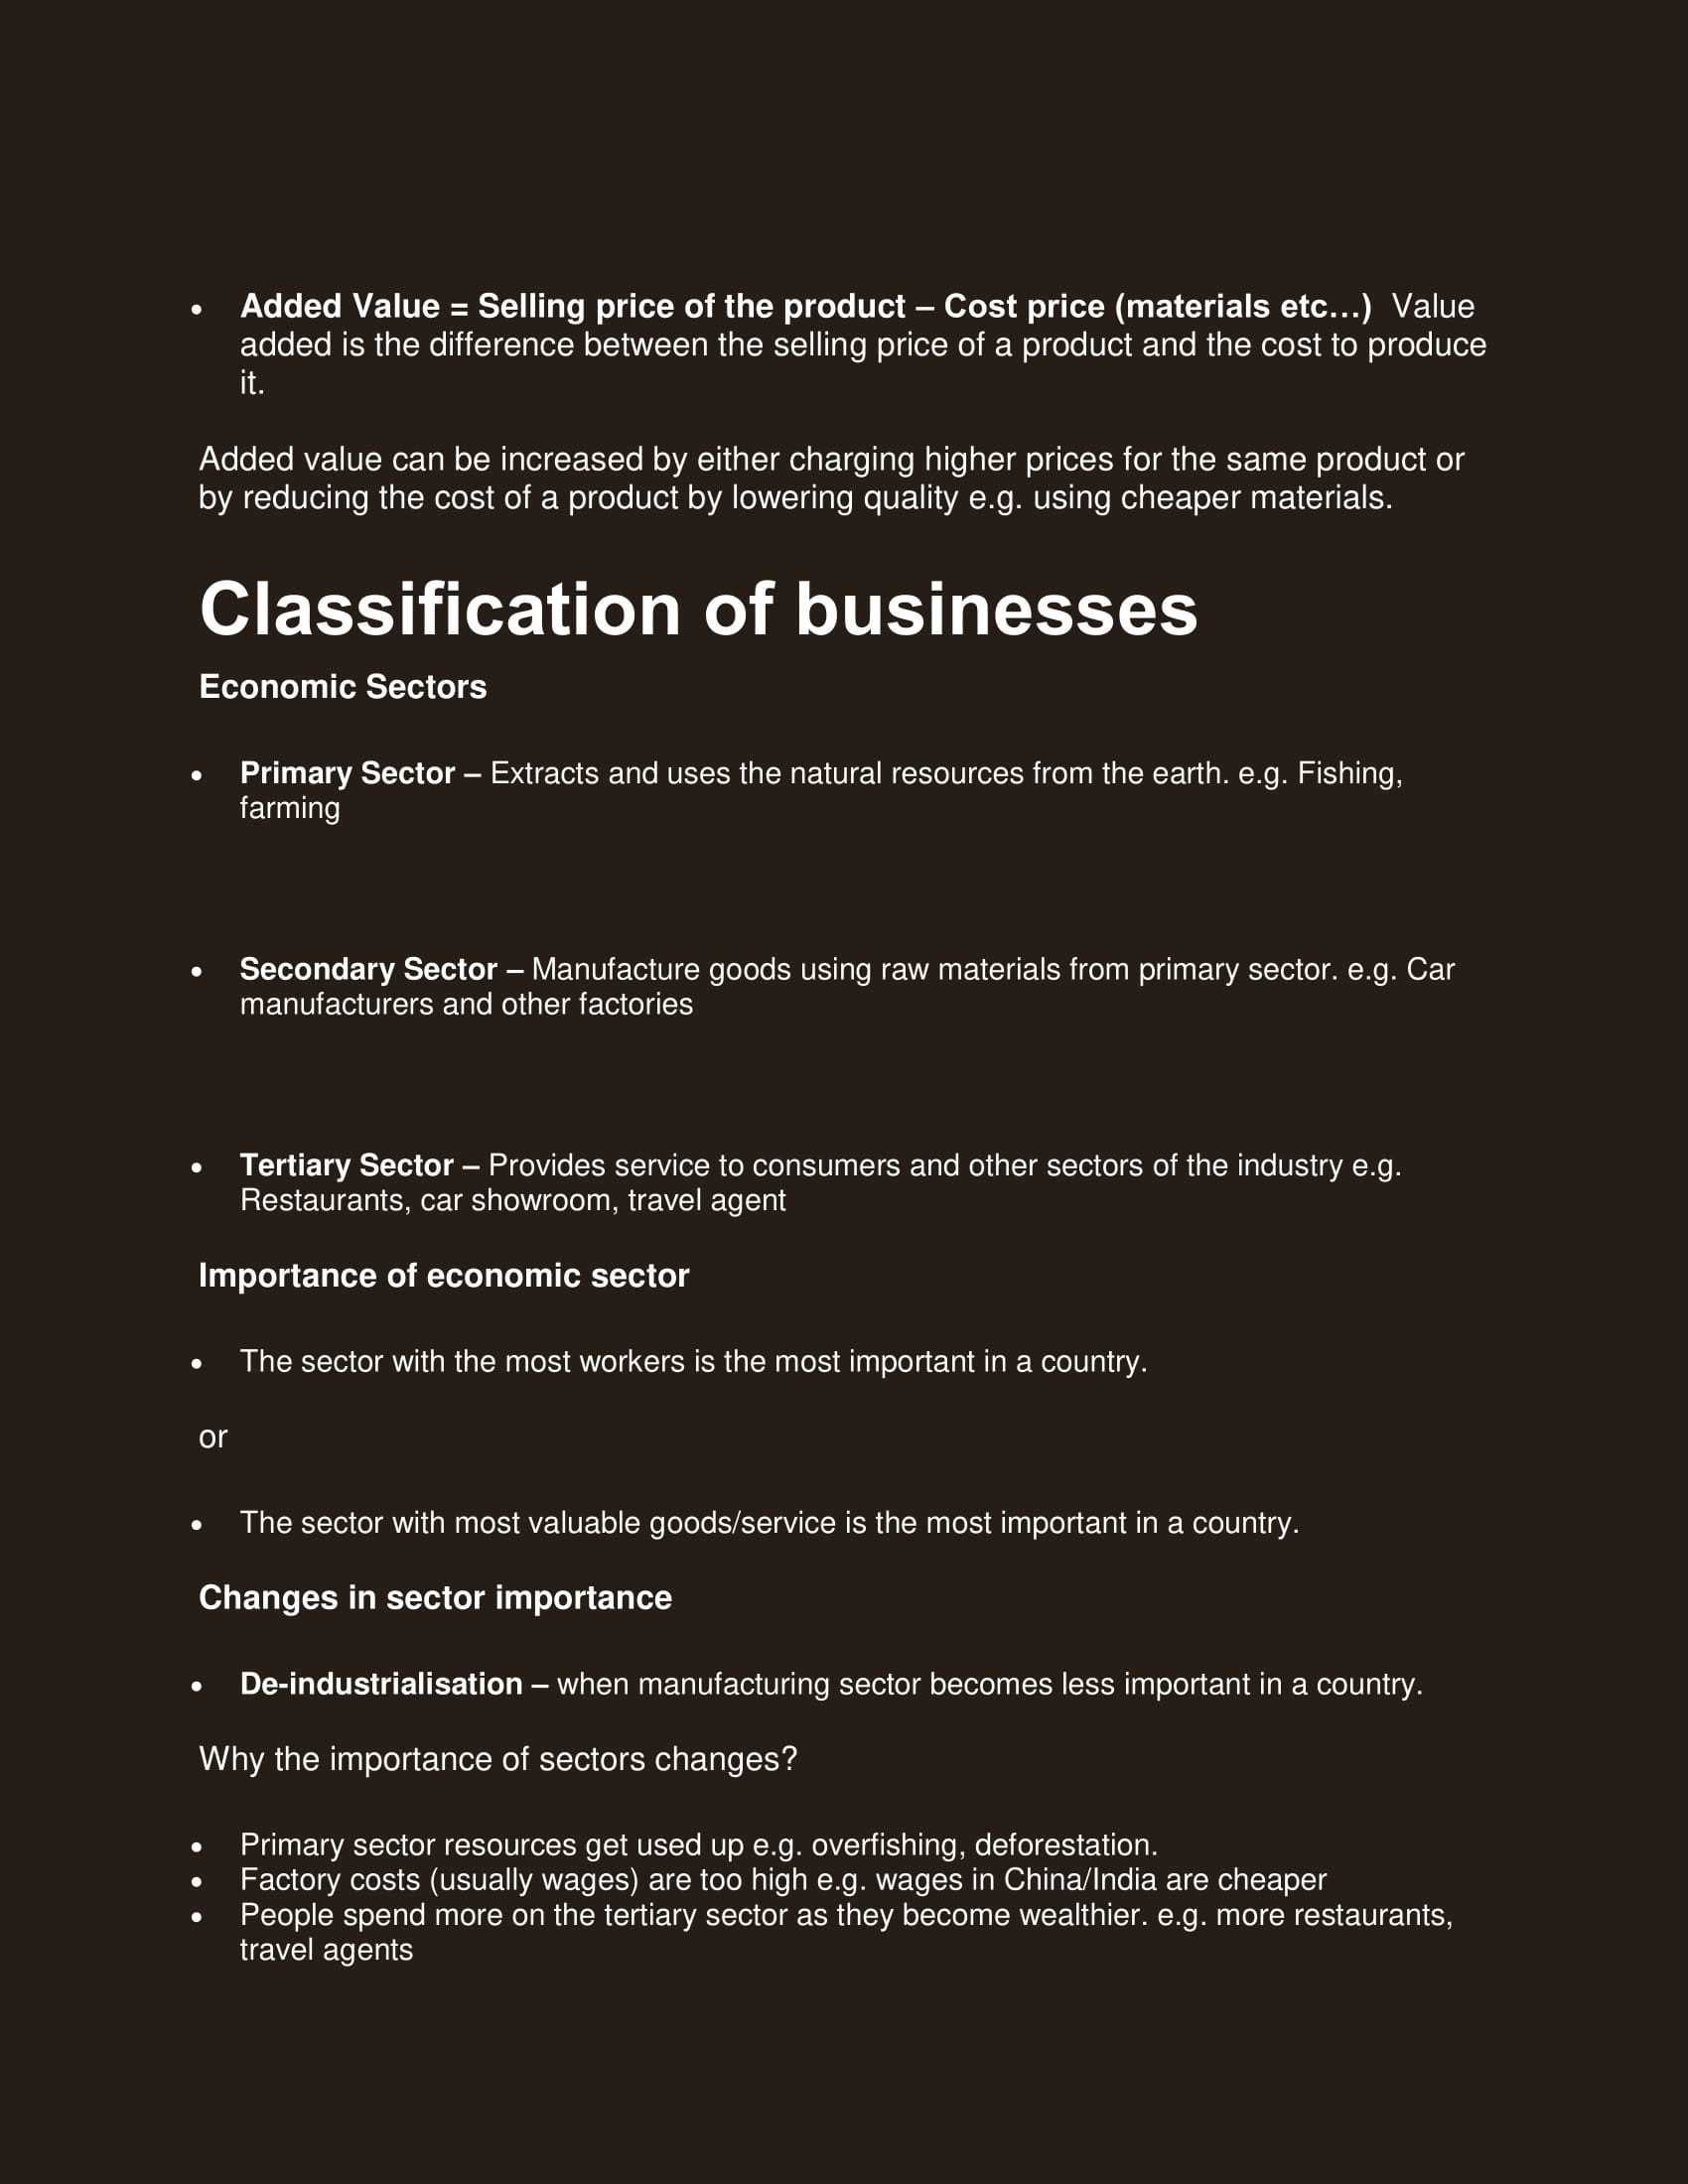 • Added Value = Selling price of the product – Cost price (materials etc…)  Value
added is the difference between the selling price of a product and the cost to produce
it.
Added value can be increased by either charging higher prices for the same product or
by reducing the cost of a product by lowering quality e.g. using cheaper materials.
Classification of businesses
Economic Sectors
• Primary Sector – Extracts and uses the natural resources from the earth. e.g. Fishing,
farming
• Secondary Sector – Manufacture goods using raw materials from primary sector. e.g. Car
manufacturers and other factories
• Tertiary Sector – Provides service to consumers and other sectors of the industry e.g.
Restaurants, car showroom, travel agent
Importance of economic sector
• The sector with the most workers is the most important in a country.
or
• The sector with most valuable goods/service is the most important in a country.
Changes in sector importance
• De-industrialisation – when manufacturing sector becomes less important in a country.
Why the importance of sectors changes?
• Primary sector resources get used up e.g. overfishing, deforestation.
• Factory costs (usually wages) are too high e.g. wages in China/India are cheaper
• People spend more on the tertiary sector as they become wealthier. e.g. more restaurants,
travel agents